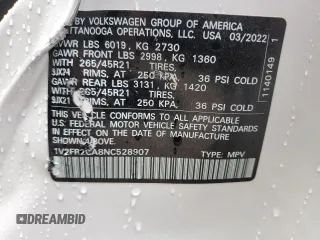 BY VOLKSWAGEN GROUP OF AMERICA
CHATTANOOGA OPERATIONS, LLC. USA 03/2022
GVWR LBS 6019, KG 2730
GAWR FRONT LBS 2998, KG 1360
WITH 265/45R21 TIRES,
9JX21 RIMS, AT 250 KPA, 36 PSI COLD
GAWR REAR LBS 3131, KG 1420
WITH 265/45R21 TIRES,
9JX21 RIMS, AT 250 KPA, 36 PSI COLD
THIS VEHICLE CONFORMS TO ALL APPLICABLE
U.S. FEDERAL MOTOR VEHICLE SAFETY STANDARDS
IN EFFECT ON THE DATE OF MANUFACTURE
SHOWN ABOVE.
TYPE: MPV
1140149
©DREAMBID
©DREAMBID